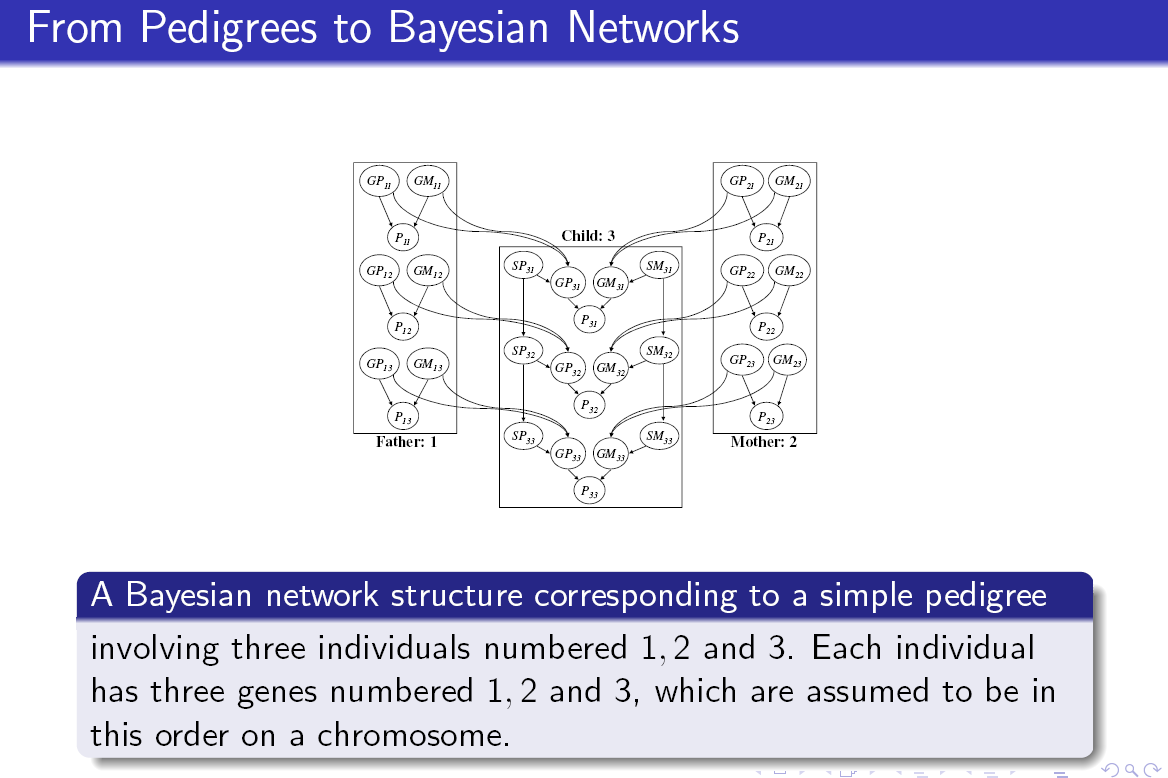 From Pedigrees to Bayesian Networks
GP11 GM11
P11
GP12 GM12
P12
GP13 GM13
P13
Father: 1
Child: 3
SP31 SM31
GP31 GM31
P31
SP32 SM32
GP32 GM32
P32
SP33 SM33
GP33 GM33
P33
GP21 GM21
P21
GP22 GM22
P22
GP23 GM23
P23
Mother: 2
A Bayesian network structure corresponding to a simple pedigree
involving three individuals numbered 1, 2 and 3. Each individual
has three genes numbered 1, 2 and 3, which are assumed to be in
this order on a chromosome.